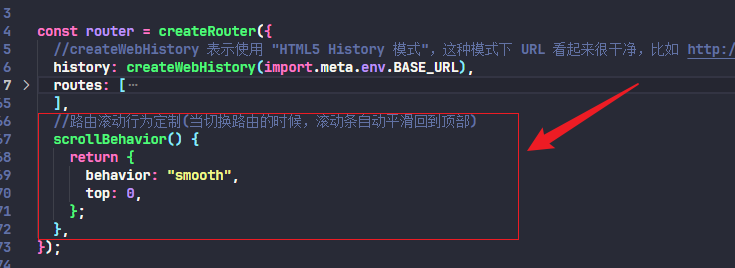 3
4 const router = createRouter({
5 //createWebHistory 表示使用 "HTML5 History 模式"，这种模式下 URL 看起来很干净，比如 http:/
6 history: createWebHistory(import.meta.env.BASE_URL),
7 > routes: [⋯
65 ],
66 //路由滚动行为定制(当切换路由的时候，滚动条自动平滑回到顶部)
67 scrollBehavior() {
68 return {
69 behavior: "smooth",
70 top: 0,
71 };
72 },
73 });
74